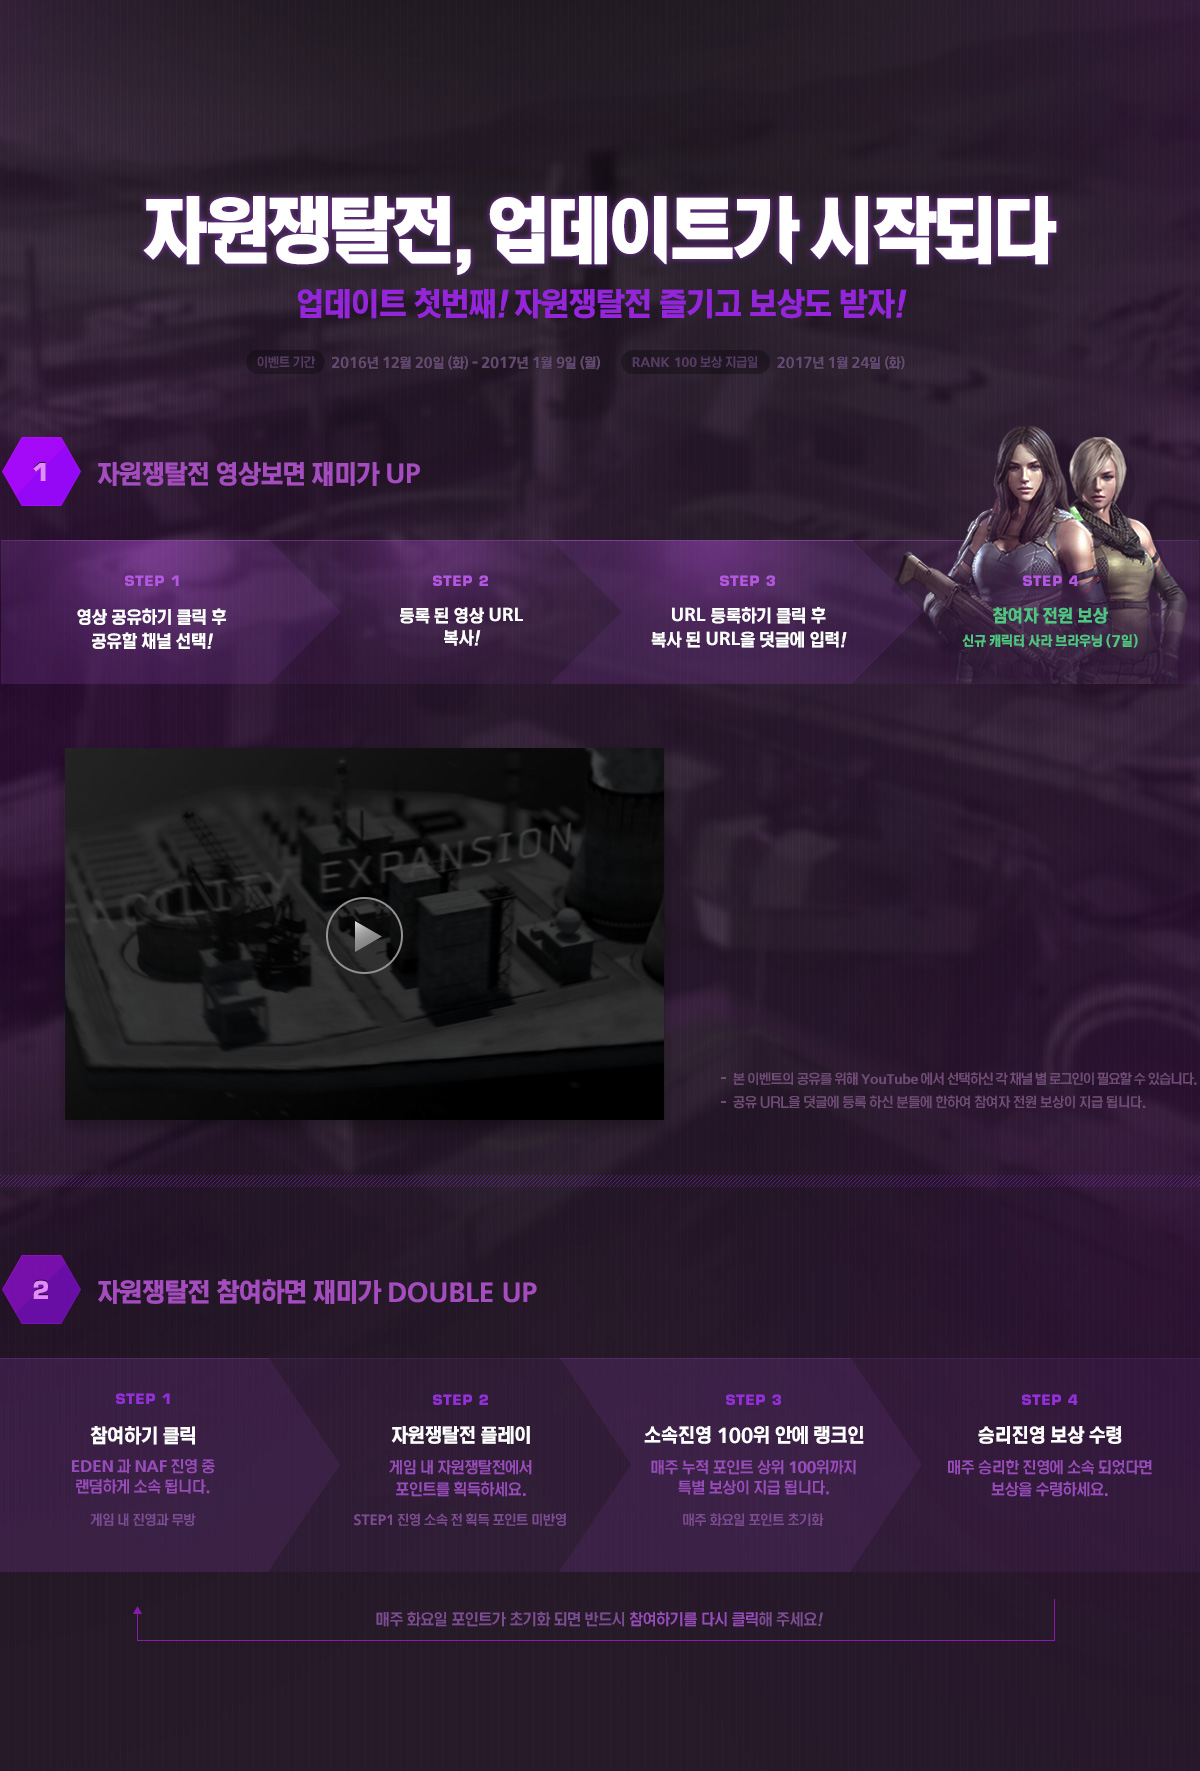 자원쟁탈전, 업데이트가 시작되다
업데이트 첫번째! 자원쟁탈전 즐기고 보상도 받자!
이벤트 기간 2016년 12월 20일 (화) - 2017년 1월 9일 (월) RANK 100 보상 지급일 2017년 1월 24일 (화)
1 자원쟁탈전 영상보면 재미가 UP
STEP 1
영상 공유하기 클릭 후
공유할 채널 선택!
STEP 2
등록 된 영상 URL
복사!
STEP 3
URL 등록하기 클릭 후
복사 된 URL을 덧글에 입력!
STEP 4
참여자 전원 보상
신규 캐릭터 사라 브라우닝 (7일)
FACILITY EXPANSION
- 본 이벤트의 공유를 위해 YouTube 에서 선택하신 각 채널 별 로그인이 필요할 수 있습니다.
- 공유 URL을 덧글에 등록 하신 분들에 한하여 참여자 전원 보상이 지급 됩니다.
2 자원쟁탈전 참여하면 재미가 DOUBLE UP
STEP 1
참여하기 클릭
EDEN 과 NAF 진영 중
랜덤하게 소속 됩니다.
게임 내 진영과 무방
STEP 2
자원쟁탈전 플레이
게임 내 자원쟁탈전에서
포인트를 획득하세요.
STEP1 진영 소속 전 획득 포인트 미반영
STEP 3
소속진영 100위 안에 랭크인
매주 누적 포인트 상위 100위까지
특별 보상이 지급 됩니다.
매주 화요일 포인트 초기화
STEP 4
승리진영 보상 수령
매주 승리한 진영에 소속 되었다면
보상을 수령하세요.
매주 화요일 포인트가 초기화 되면 반드시 참여하기를 다시 클릭해 주세요!